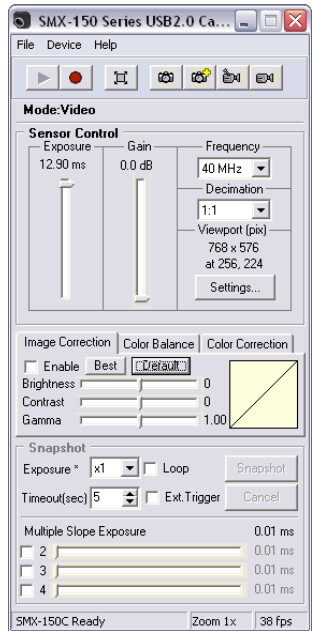 SMX-150 Series USB2.0 Ca...
File Device Help
Mode:Video
Sensor Control
Exposure Gain Frequency
12.90 ms 0.0 dB 40 MHz
Decimation
1:1
Viewport (pix)
768 x 576
at 256, 224
Settings...
Image Correction Color Balance Color Correction
Enable Best Default
Brightness 0
Contrast 0
Gamma 1.00
Snapshot
Exposure * x1 Loop Snapshot
Timeout(sec) 5 Ext.Trigger Cancel
Multiple Slope Exposure 0.01 ms
2 0.01 ms
3 0.01 ms
4 0.01 ms
SMX-150C Ready Zoom 1x 38 fps